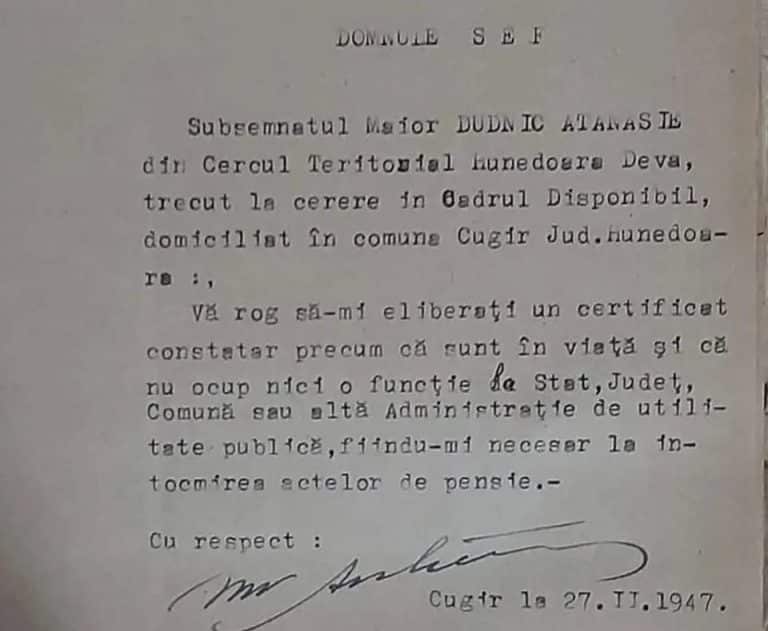 DOMNULE S E F
Subsemnatul Maior DUDNIC ATANASIE
din Cercul Teritorial Hunedoara Deva,
trecut la cerere in Cadrul Disponibil,
domiciliat în comuna Cugir Jud.Hunedoa-
ra :,
Vă rog să-mi eliberaţi un certificat
constatar precum că sunt în viaţă şi că
nu ocup nici o funcţie la Stat,Judeţ,
Comună sau altă Administraţie de utili-
tate publică,fiindu-mi necesar la in-
tocmirea actelor de pensie.-
Cu respect :
Cugir la 27.II.1947.